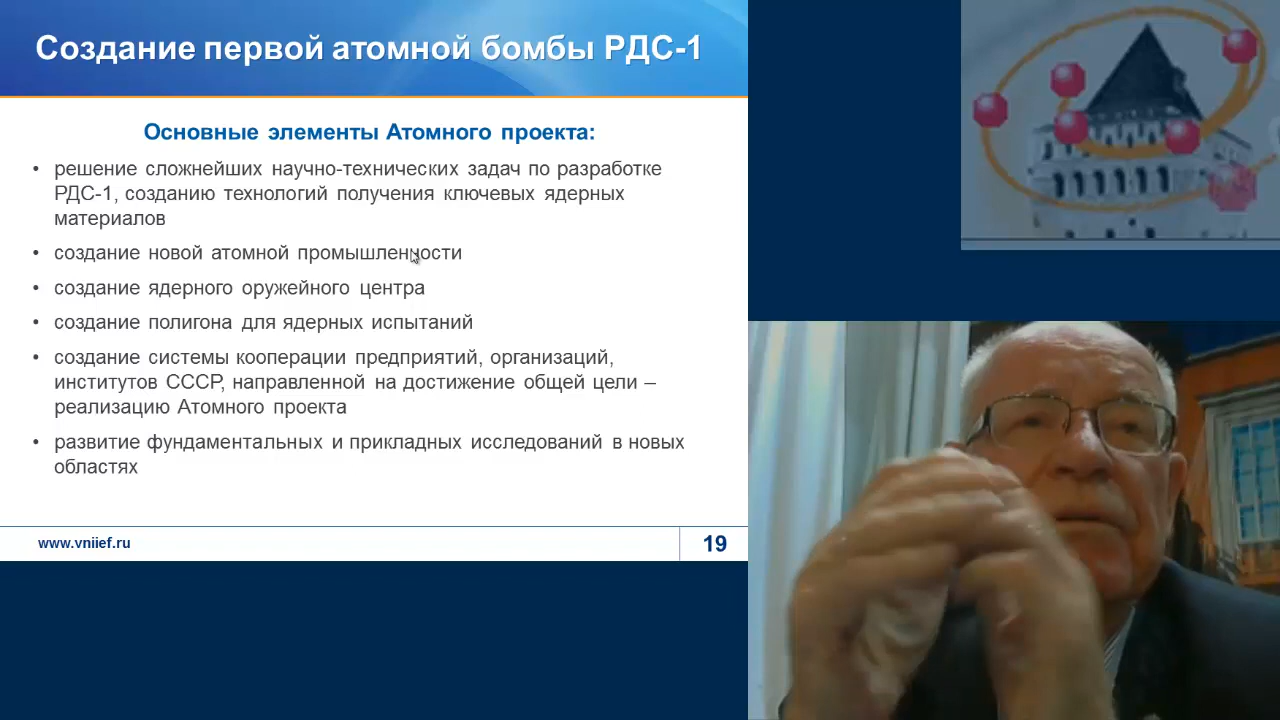 Создание первой атомной бомбы РДС-1
Основные элементы Атомного проекта:
• решение сложнейших научно-технических задач по разработке
РДС-1, созданию технологий получения ключевых ядерных
материалов
• создание новой атомной промышленности
• создание ядерного оружейного центра
• создание полигона для ядерных испытаний
• создание системы кооперации предприятий, организаций,
институтов СССР, направленной на достижение общей цели –
реализацию Атомного проекта
• развитие фундаментальных и прикладных исследований в новых
областях
www.vniief.ru
19